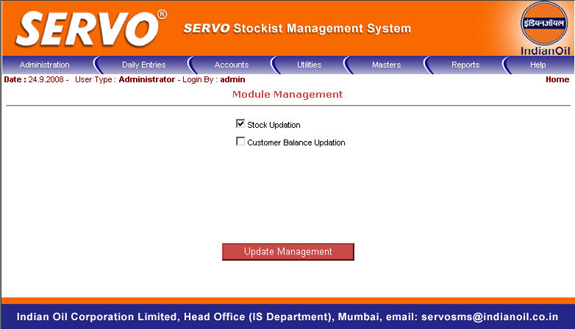 SERVO®
SERVO Stockist Management System
इंडियनऑयल
IndianOil
Administration Daily Entries Accounts Utilities Masters Reports Help
Date : 24.9.2008 - User Type : Administrator - Login By : admin Home
Module Management
Stock Updation
Customer Balance Updation
Update Management
Indian Oil Corporation Limited, Head Office (IS Department), Mumbai, email: servosms@indianoil.co.in